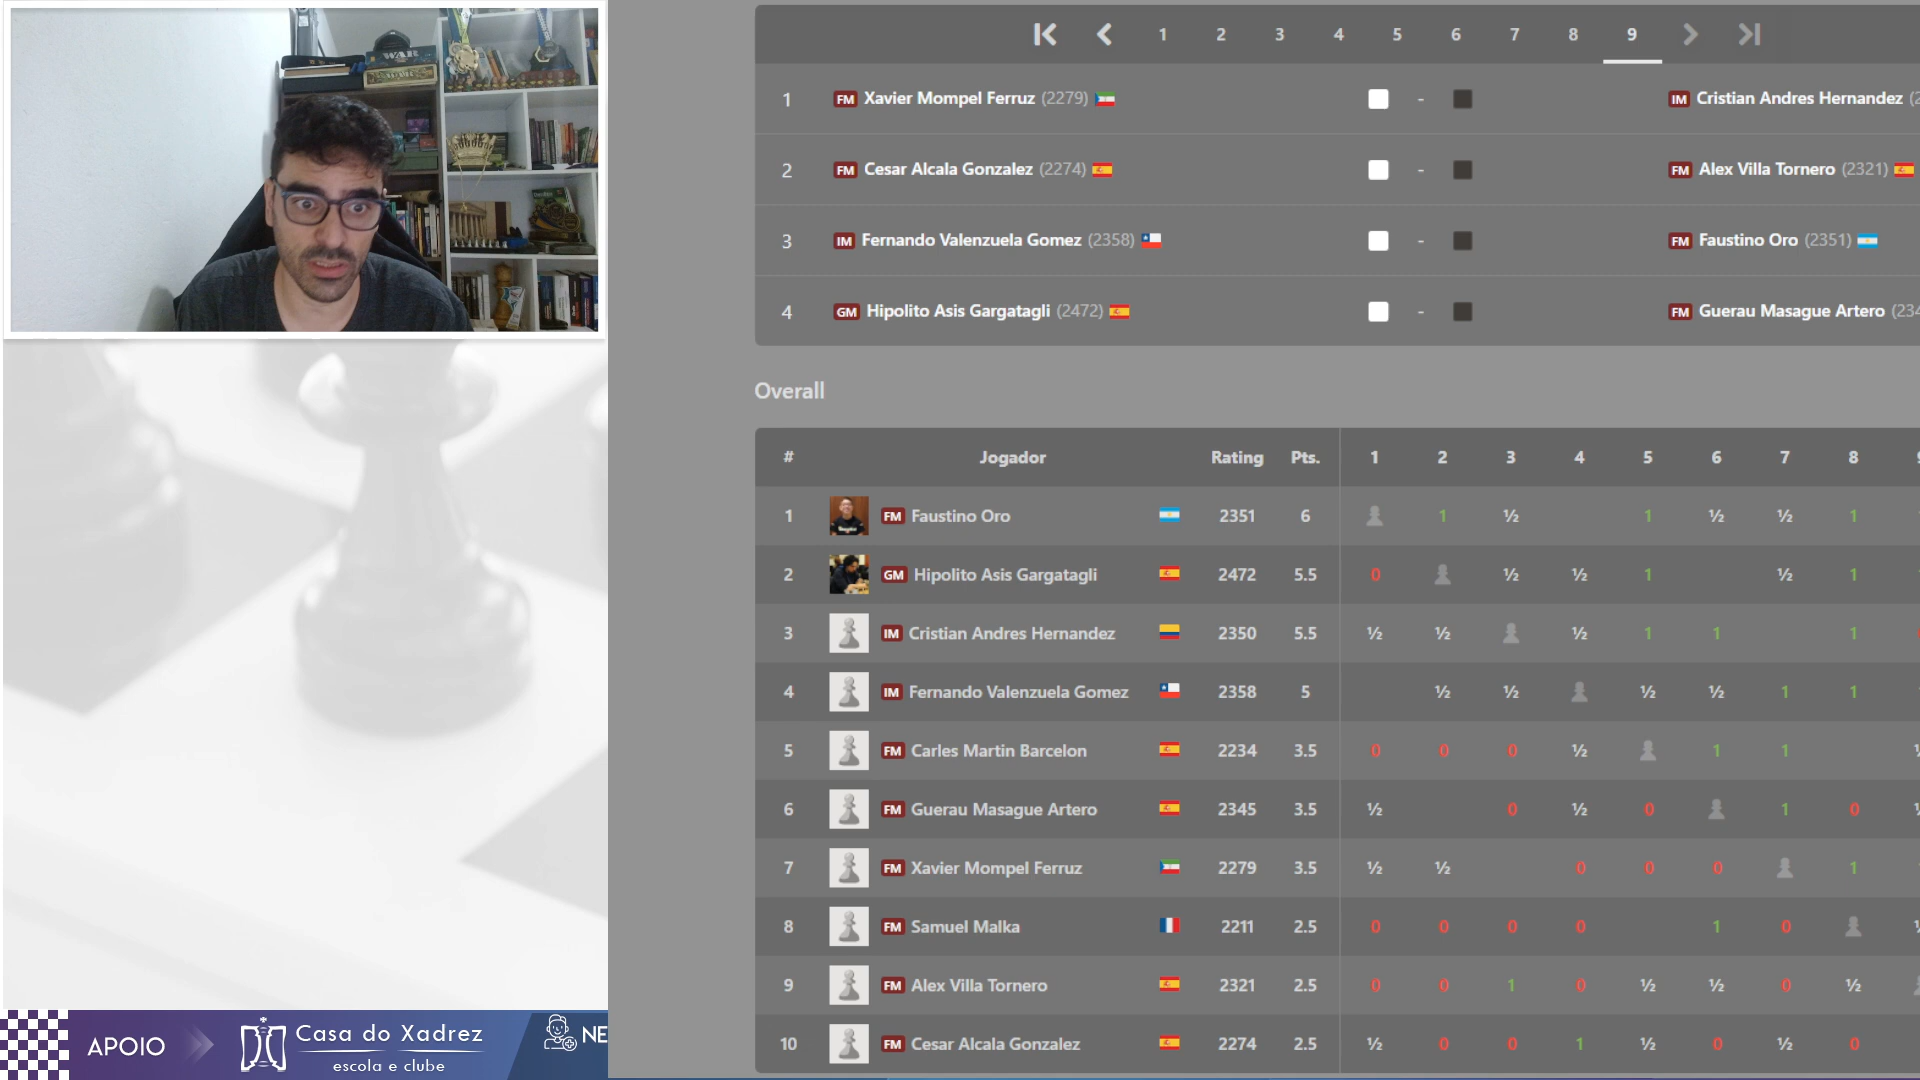 WAR
1 2 3 4 5 6 7 8 9
1 FM Xavier Mompel Ferruz (2279) - IM Cristian Andres Hernandez (2
2 FM Cesar Alcala Gonzalez (2274) - FM Alex Villa Tornero (2321)
3 IM Fernando Valenzuela Gomez (2358) - FM Faustino Oro (2351)
4 GM Hipolito Asis Gargatagli (2472) - FM Guerau Masague Artero (234
Overall
# Jogador Rating Pts. 1 2 3 4 5 6 7 8
1 FM Faustino Oro 2351 6 1 ½ 1 ½ ½ 1
2 GM Hipolito Asis Gargatagli 2472 5.5 0 ½ ½ 1 ½ 1
3 IM Cristian Andres Hernandez 2350 5.5 ½ ½ ½ 1 1 1
4 IM Fernando Valenzuela Gomez 2358 5 ½ ½ ½ ½ 1 1
5 FM Carles Martin Barcelon 2234 3.5 0 0 0 ½ 1 1
6 FM Guerau Masague Artero 2345 3.5 ½ 0 ½ 0 1 0
7 FM Xavier Mompel Ferruz 2279 3.5 ½ ½ 0 0 0 1
8 FM Samuel Malka 2211 2.5 0 0 0 0 1 0
9 FM Alex Villa Tornero 2321 2.5 0 0 1 0 ½ ½ 0 ½
10 FM Cesar Alcala Gonzalez 2274 2.5 ½ 0 0 1 ½ 0 ½ 0
APOIO
Casa do Xadrez
escola e clube
NE